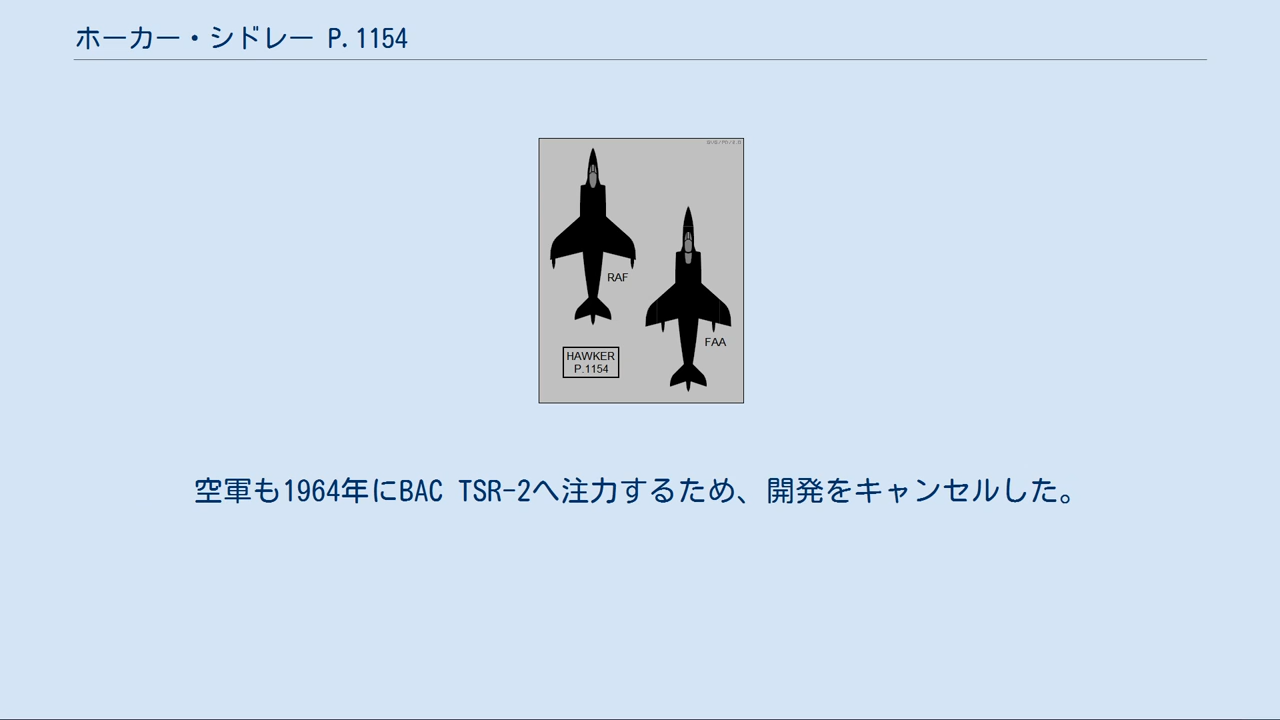 ホーカー・シドレー P.1154
RAF
FAA
HAWKER
P.1154
空軍も1964年にBAC TSR-2へ注力するため、開発をキャンセルした。